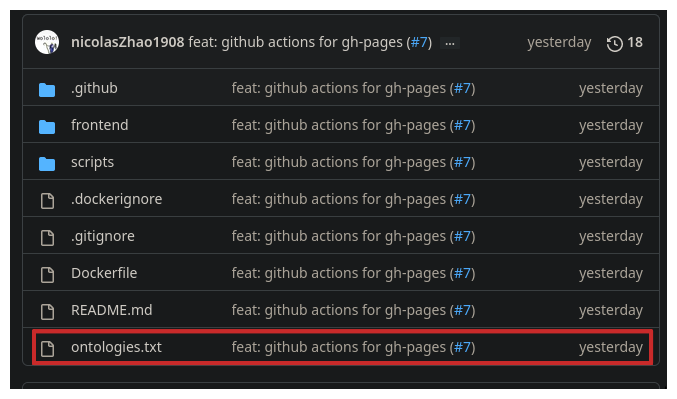 nicolasZhao1908 feat: github actions for gh-pages (#7) ... yesterday 18
.github feat: github actions for gh-pages (#7) yesterday
frontend feat: github actions for gh-pages (#7) yesterday
scripts feat: github actions for gh-pages (#7) yesterday
.dockerignore feat: github actions for gh-pages (#7) yesterday
.gitignore feat: github actions for gh-pages (#7) yesterday
Dockerfile feat: github actions for gh-pages (#7) yesterday
README.md feat: github actions for gh-pages (#7) yesterday
ontologies.txt feat: github actions for gh-pages (#7) yesterday